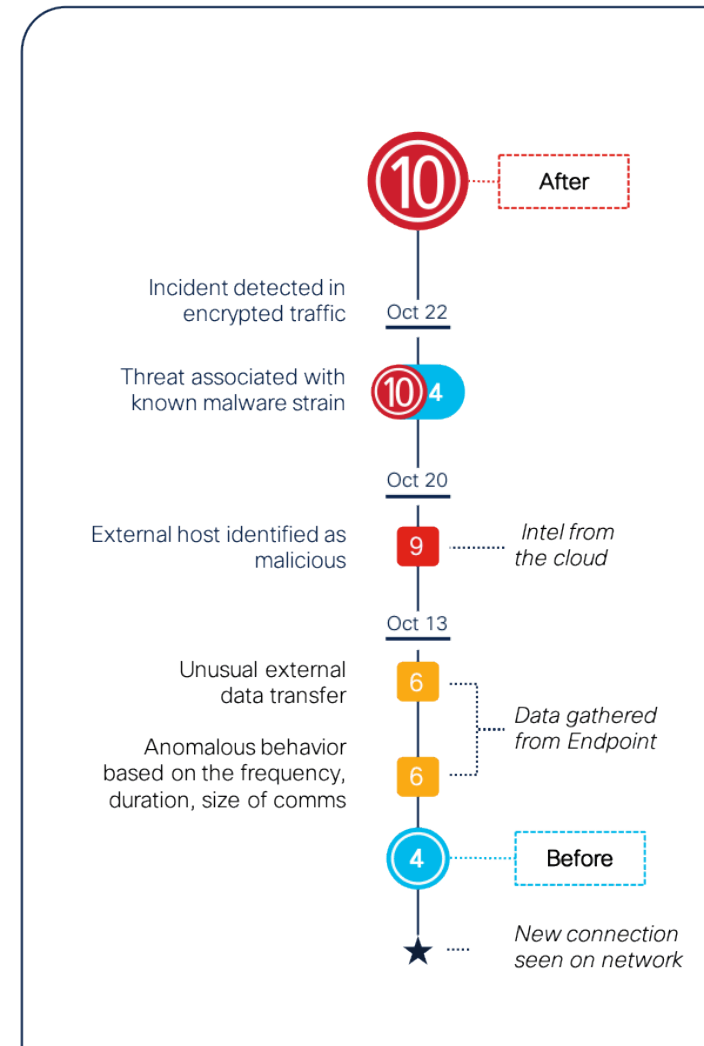 10
After
Incident detected in
encrypted traffic
Oct 22
Threat associated with
known malware strain
10 4
Oct 20
External host identified as
malicious
9
Intel from
the cloud
Oct 13
Unusual external
data transfer
6
Data gathered
from Endpoint
Anomalous behavior
based on the frequency,
duration, size of comms
6
4
Before
New connection
seen on network